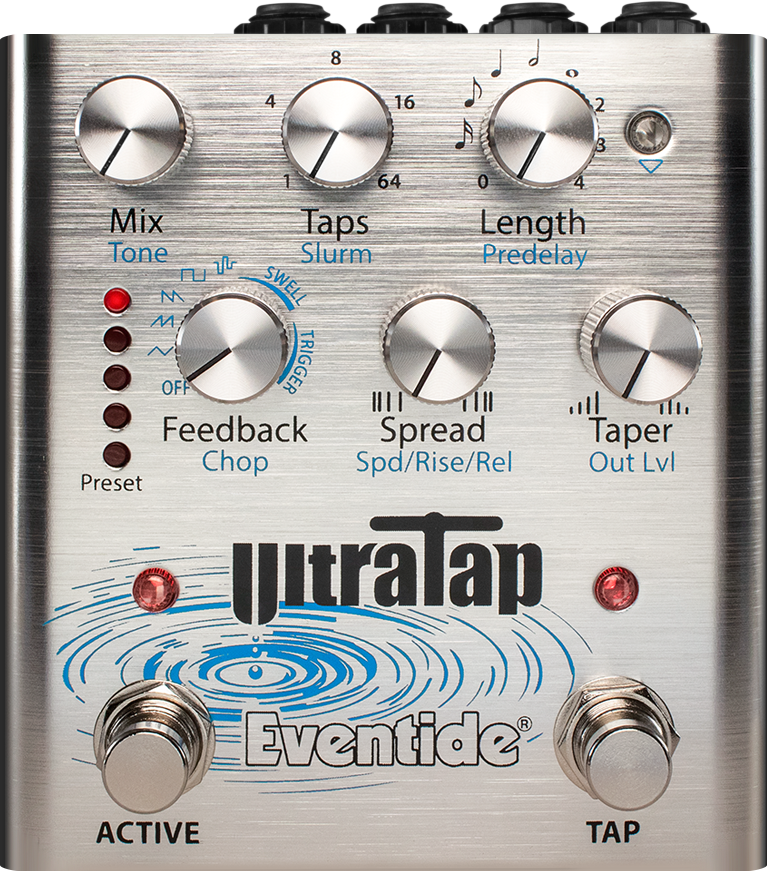 8
4 16
1 64
2
3
0 4
Mix Taps Length
Tone Slurm Predelay
SWELL
TRIGGER
OFF
Feedback Spread Taper
Chop Spd/Rise/Rel Out Lvl
Preset
UltraTap
Eventide®
ACTIVE TAP